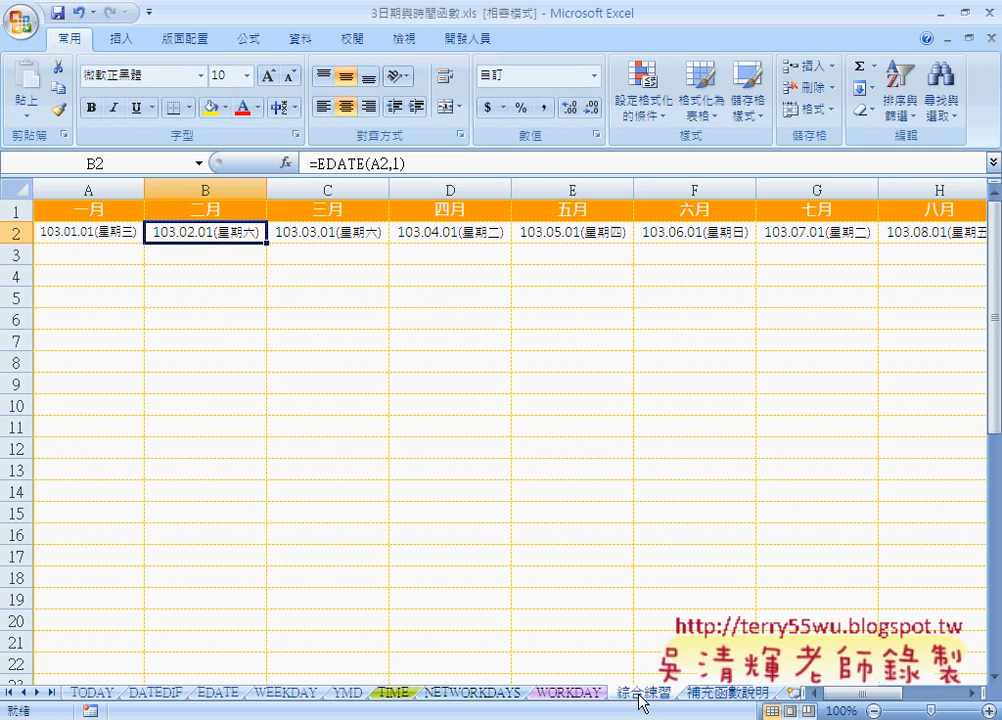 3日期與時間函數.xls [相容模式] - Microsoft Excel
常用 插入 版面配置 公式 資料 校閱 檢視 開發人員
微軟正黑體 10 自訂
貼上 B I U A 中 $ % , 設定格式化的條件 格式化為表格 儲存格樣式 插入 刪除 格式 Σ 排序與篩選 尋找與選取
剪貼簿 字型 對齊方式 數值 樣式 儲存格 編輯
B2 fx =EDATE(A2,1)
A B C D E F G H
1 一月 二月 三月 四月 五月 六月 七月 八月
2 103.01.01(星期三) 103.02.01(星期六) 103.03.01(星期六) 103.04.01(星期二) 103.05.01(星期四) 103.06.01(星期日) 103.07.01(星期二) 103.08.01(星期五
3
4
5
6
7
8
9
10
11
12
13
14
15
16
17
18
19
20
21
22
http://terry55wu.blogspot.tw
吳清輝老師錄製
TODAY DATEDIF EDATE WEEKDAY YMD TIME NETWORKDAYS WORKDAY 綜合練習 補充函數說明
就緒 100%